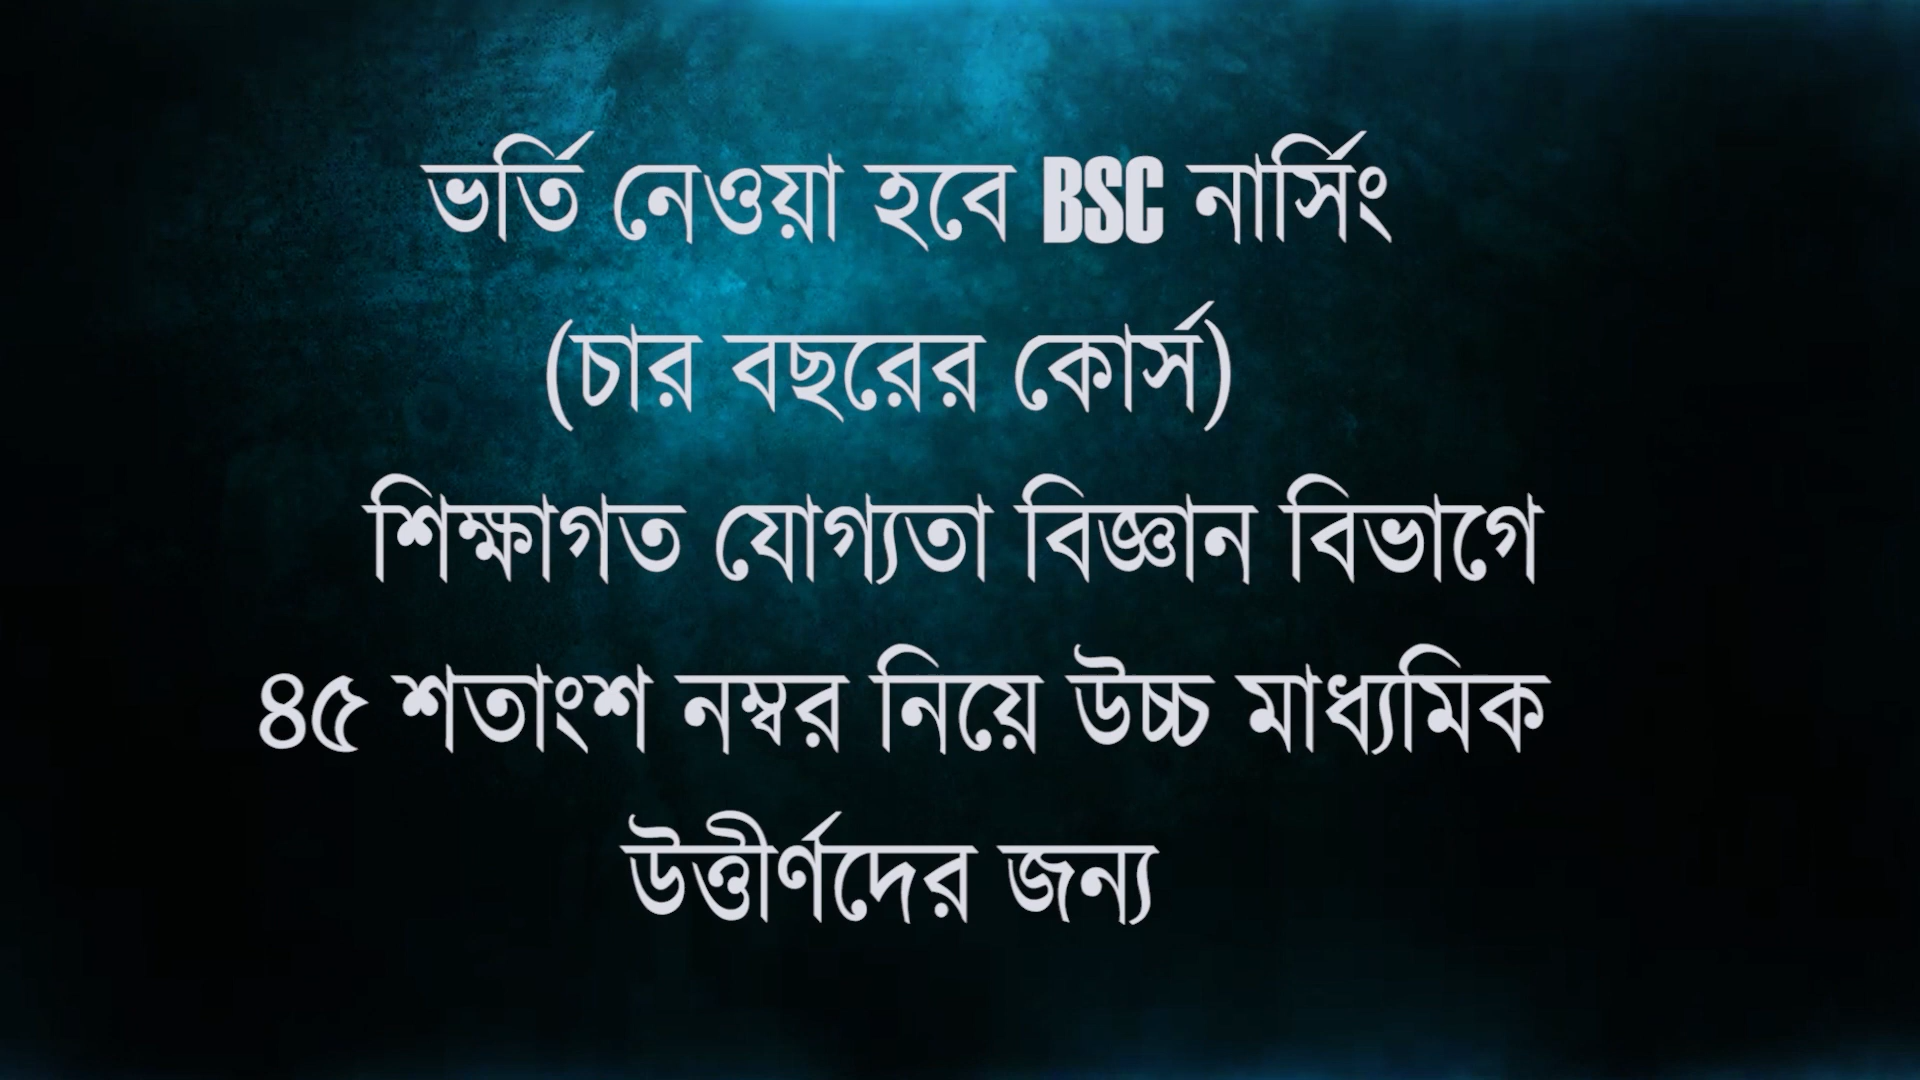 ভর্তি নেওয়া হবে BSC নার্সিং
(চার বছরের কোর্স)
শিক্ষাগত যোগ্যতা বিজ্ঞান বিভাগে
৪৫ শতাংশ নম্বর নিয়ে উচ্চ মাধ্যমিক
উত্তীর্ণদের জন্য